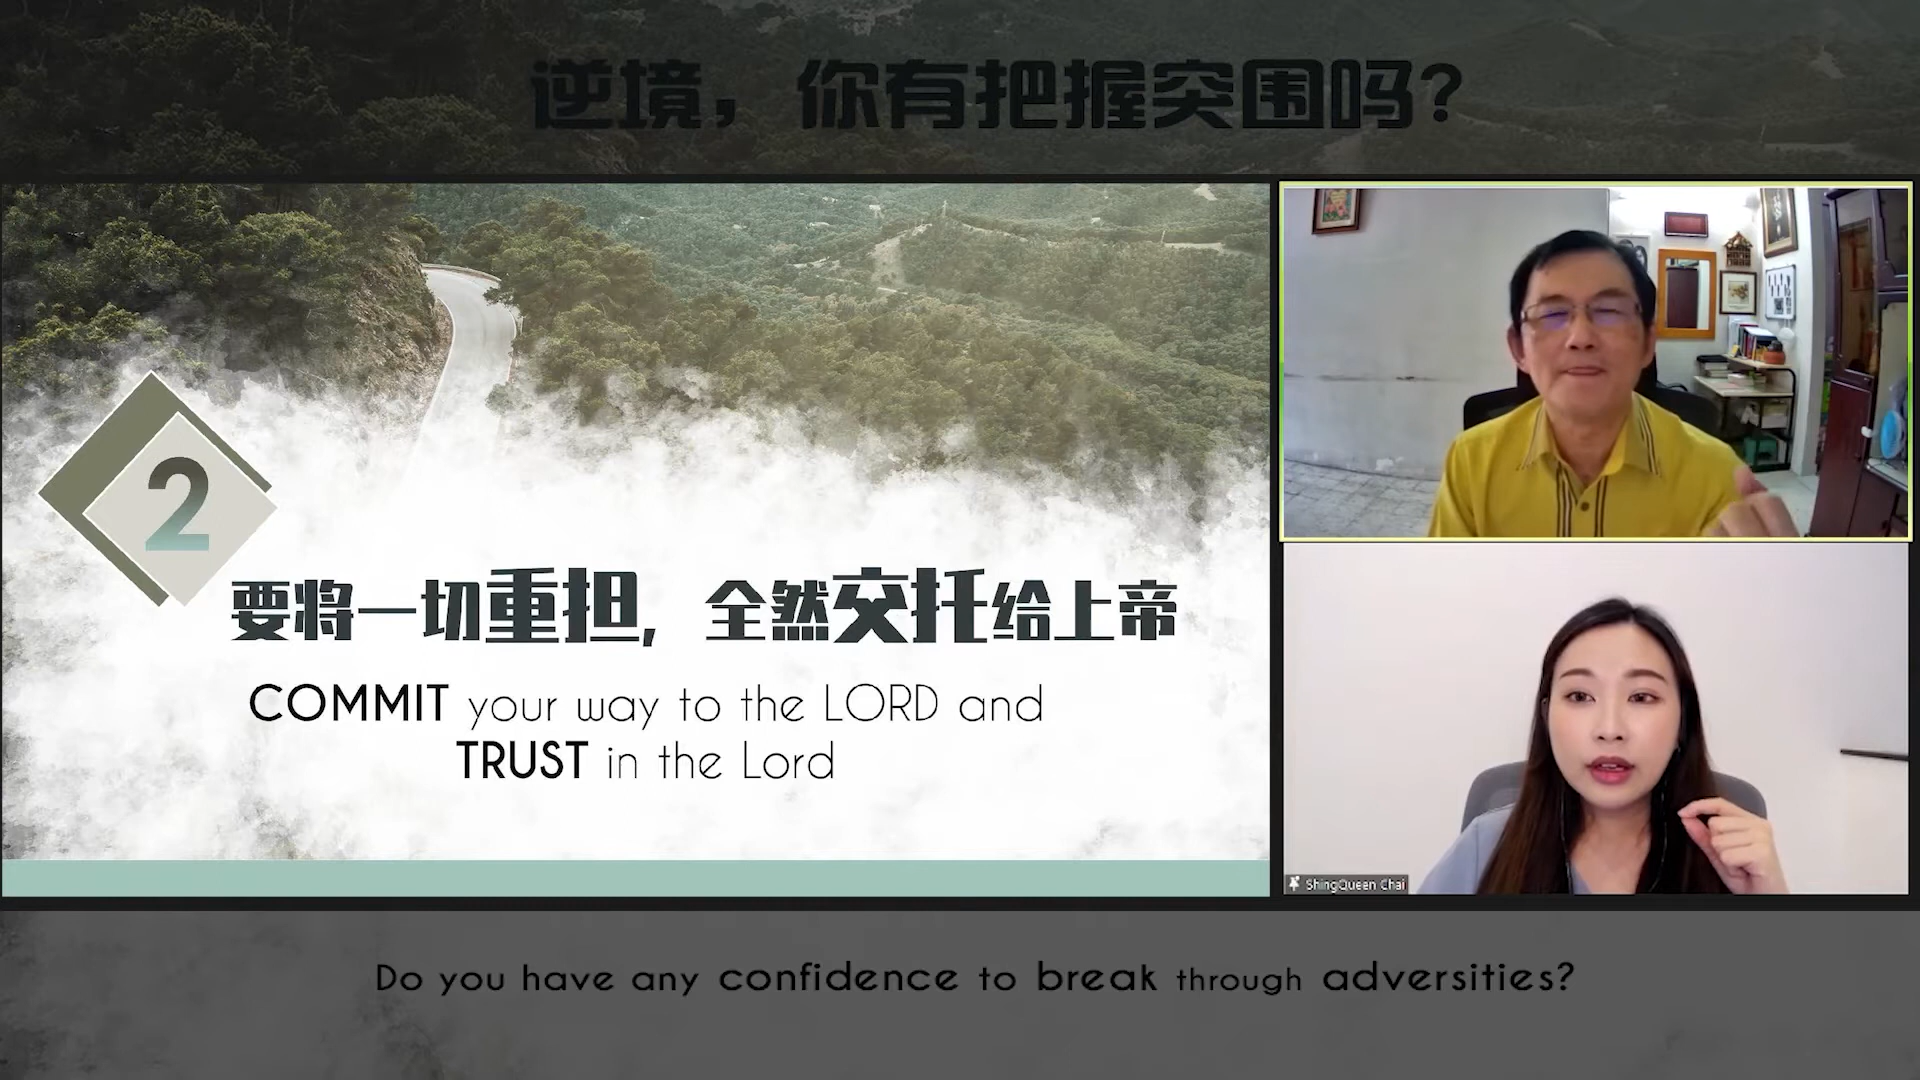 逆境，你有把握突围吗？
2
要将一切重担，全然交托给上帝
COMMIT your way to the LORD and
TRUST in the Lord
ShingQueen Chai
Do you have any confidence to break through adversities?